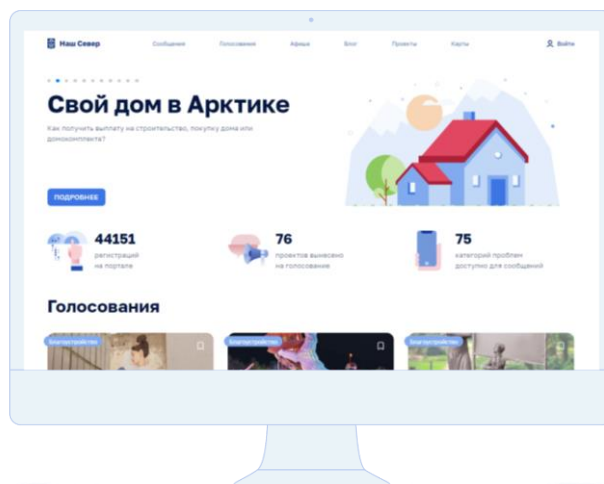 Наш Север
Сообщения
Голосования
Афиша
Блог
Проекты
Карты
Войти
Свой дом в Арктике
Как получить выплату на строительство, покупку дома или
домокомплекта?
ПОДРОБНЕЕ
44151
регистраций
на портале
76
проектов вынесено
на голосование
75
категорий проблем
доступно для сообщений
Голосования
Благоустройство
Благоустройство
Благоустройство